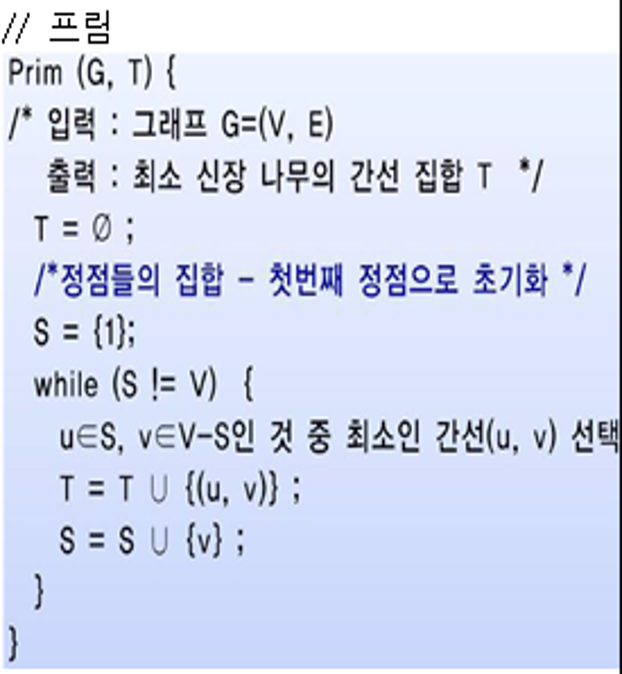 // 프림
Prim (G, T) {
/* 입력 : 그래프 G=(V, E)
출력 : 최소 신장 나무의 간선 집합 T */
T = ∅ ;
/*정점들의 집합 - 첫번째 정점으로 초기화 */
S = {1};
while (S != V) {
u∈S, v∈V-S인 것 중 최소인 간선(u, v) 선택
T = T ∪ {(u, v)} ;
S = S ∪ {v} ;
}
}